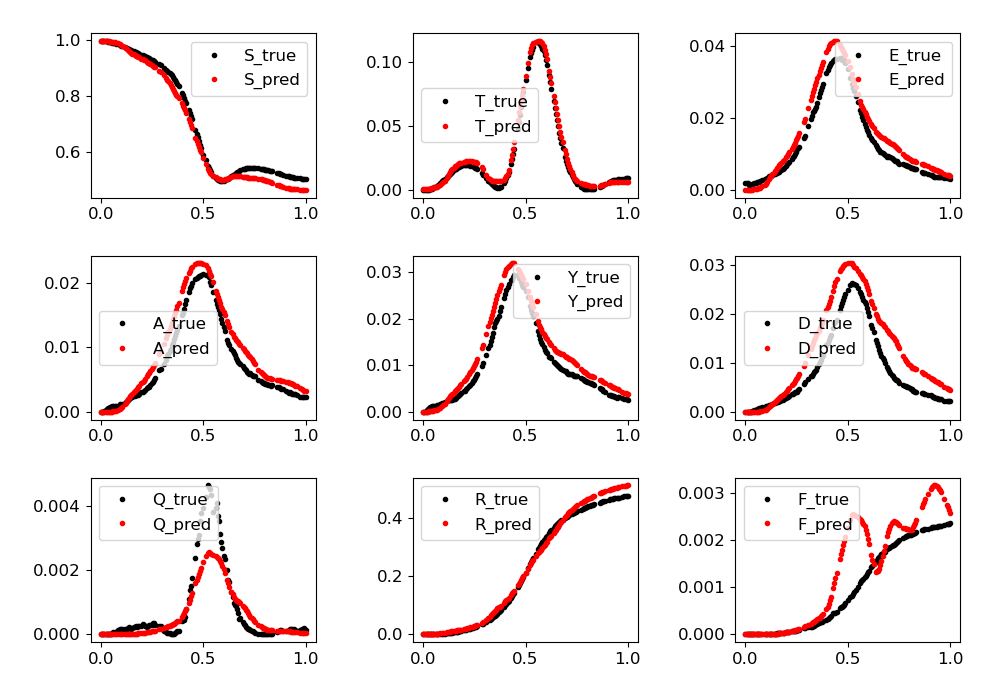 1.0
0.8
0.6
S_true
S_pred
0.0 0.5 1.0
0.10
0.05
0.00
T_true
T_pred
0.0 0.5 1.0
0.04
0.02
0.00
E_true
E_pred
0.0 0.5 1.0
0.02
0.01
0.00
A_true
A_pred
0.0 0.5 1.0
0.03
0.02
0.01
0.00
Y_true
Y_pred
0.0 0.5 1.0
0.03
0.02
0.01
0.00
D_true
D_pred
0.0 0.5 1.0
0.004
0.002
0.000
Q_true
Q_pred
0.0 0.5 1.0
0.4
0.2
0.0
R_true
R_pred
0.0 0.5 1.0
0.003
0.002
0.001
0.000
F_true
F_pred
0.0 0.5 1.0